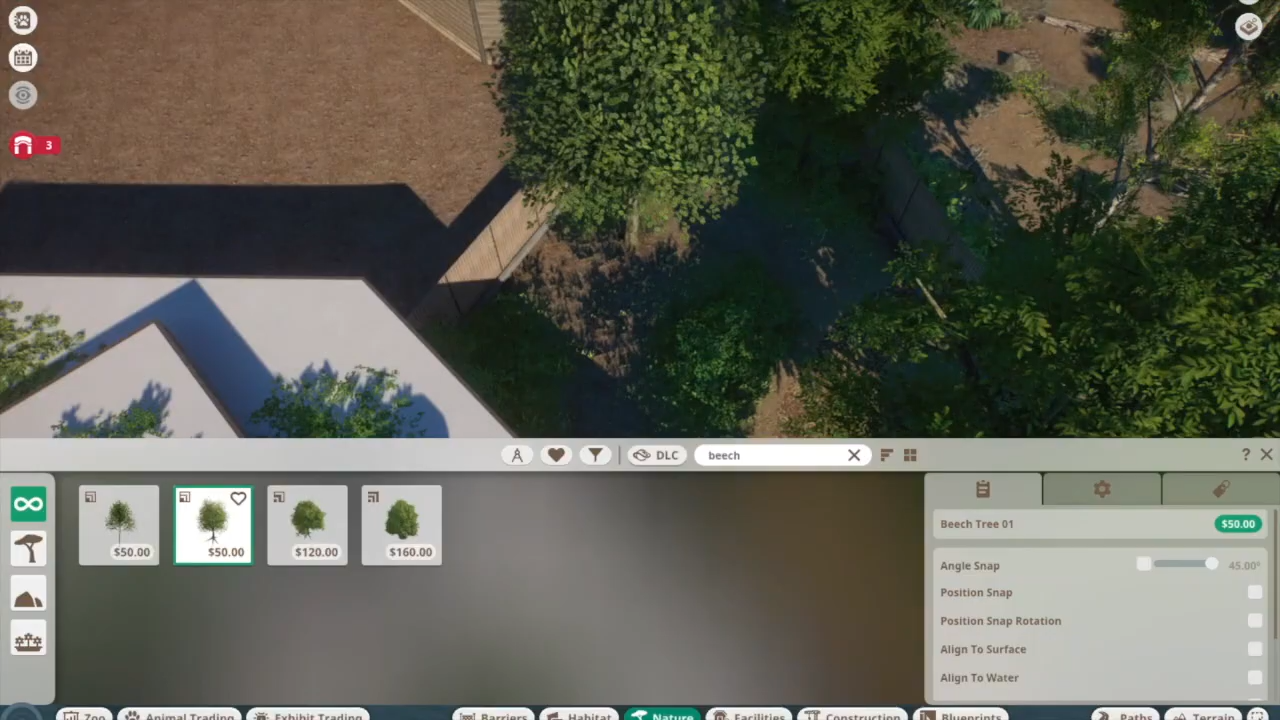 3
DLC
beech
?
$50.00
$50.00
$120.00
$160.00
Beech Tree 01
$50.00
Angle Snap
45.00°
Position Snap
Position Snap Rotation
Align To Surface
Align To Water
Zoo
Animal Trading
Exhibit Trading
Barriers
Habitat
Nature
Facilities
Construction
Blueprints
Paths
Terrain